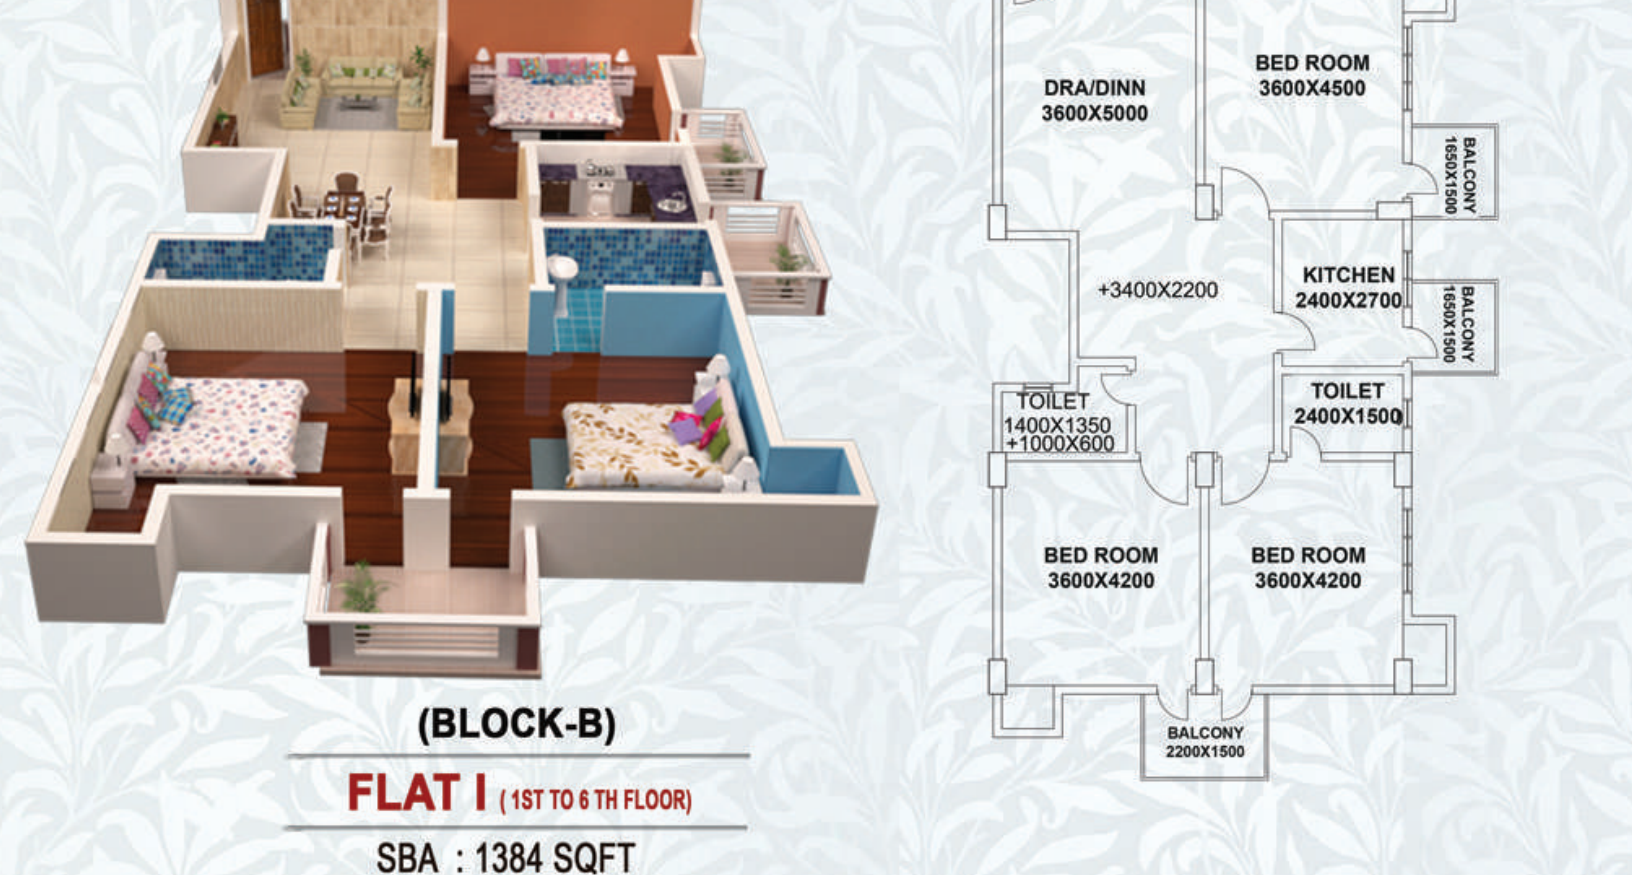 BED ROOM
3600X4500
DRA/DINN
3600X5000
BALCONY
1650X1500
KITCHEN
2400X2700
+3400X2200
BALCONY
1650X1500
TOILET
2400X1500
TOILET
1400X1350
+1000X600
BED ROOM
3600X4200
BED ROOM
3600X4200
BALCONY
2200X1500
(BLOCK-B)
FLAT I ( 1ST TO 6 TH FLOOR)
SBA : 1384 SQFT